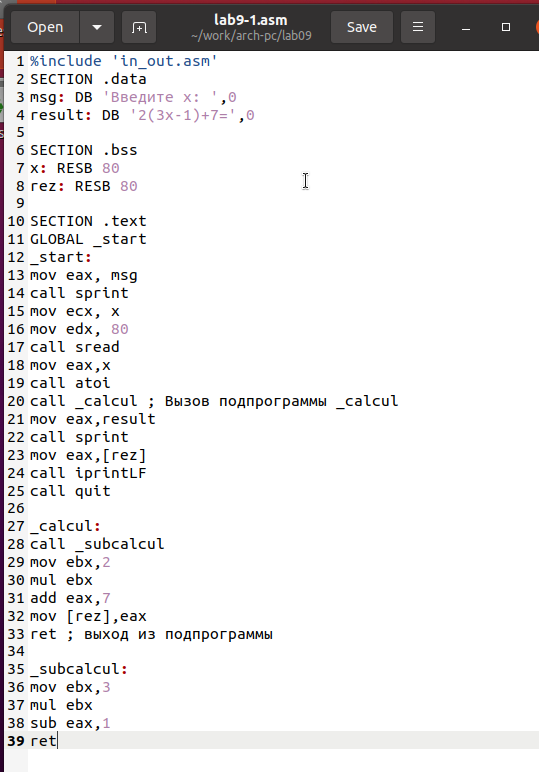 Open
lab9-1.asm
~/work/arch-pc/lab09
Save
1 %include 'in_out.asm'
2 SECTION .data
3 msg: DB 'Введите x: ',0
4 result: DB '2(3x-1)+7=',0
5
6 SECTION .bss
7 x: RESB 80
8 rez: RESB 80
9
10 SECTION .text
11 GLOBAL _start
12 _start:
13 mov eax, msg
14 call sprint
15 mov ecx, x
16 mov edx, 80
17 call sread
18 mov eax,x
19 call atoi
20 call _calcul ; Вызов подпрограммы _calcul
21 mov eax,result
22 call sprint
23 mov eax,[rez]
24 call iprintLF
25 call quit
26
27 _calcul:
28 call _subcalcul
29 mov ebx,2
30 mul ebx
31 add eax,7
32 mov [rez],eax
33 ret ; выход из подпрограммы
34
35 _subcalcul:
36 mov ebx,3
37 mul ebx
38 sub eax,1
39 ret